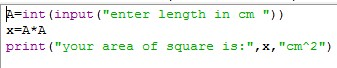 A=int(input("enter length in cm "))
x=A*A
print("your area of square is:",x,"cm^2")